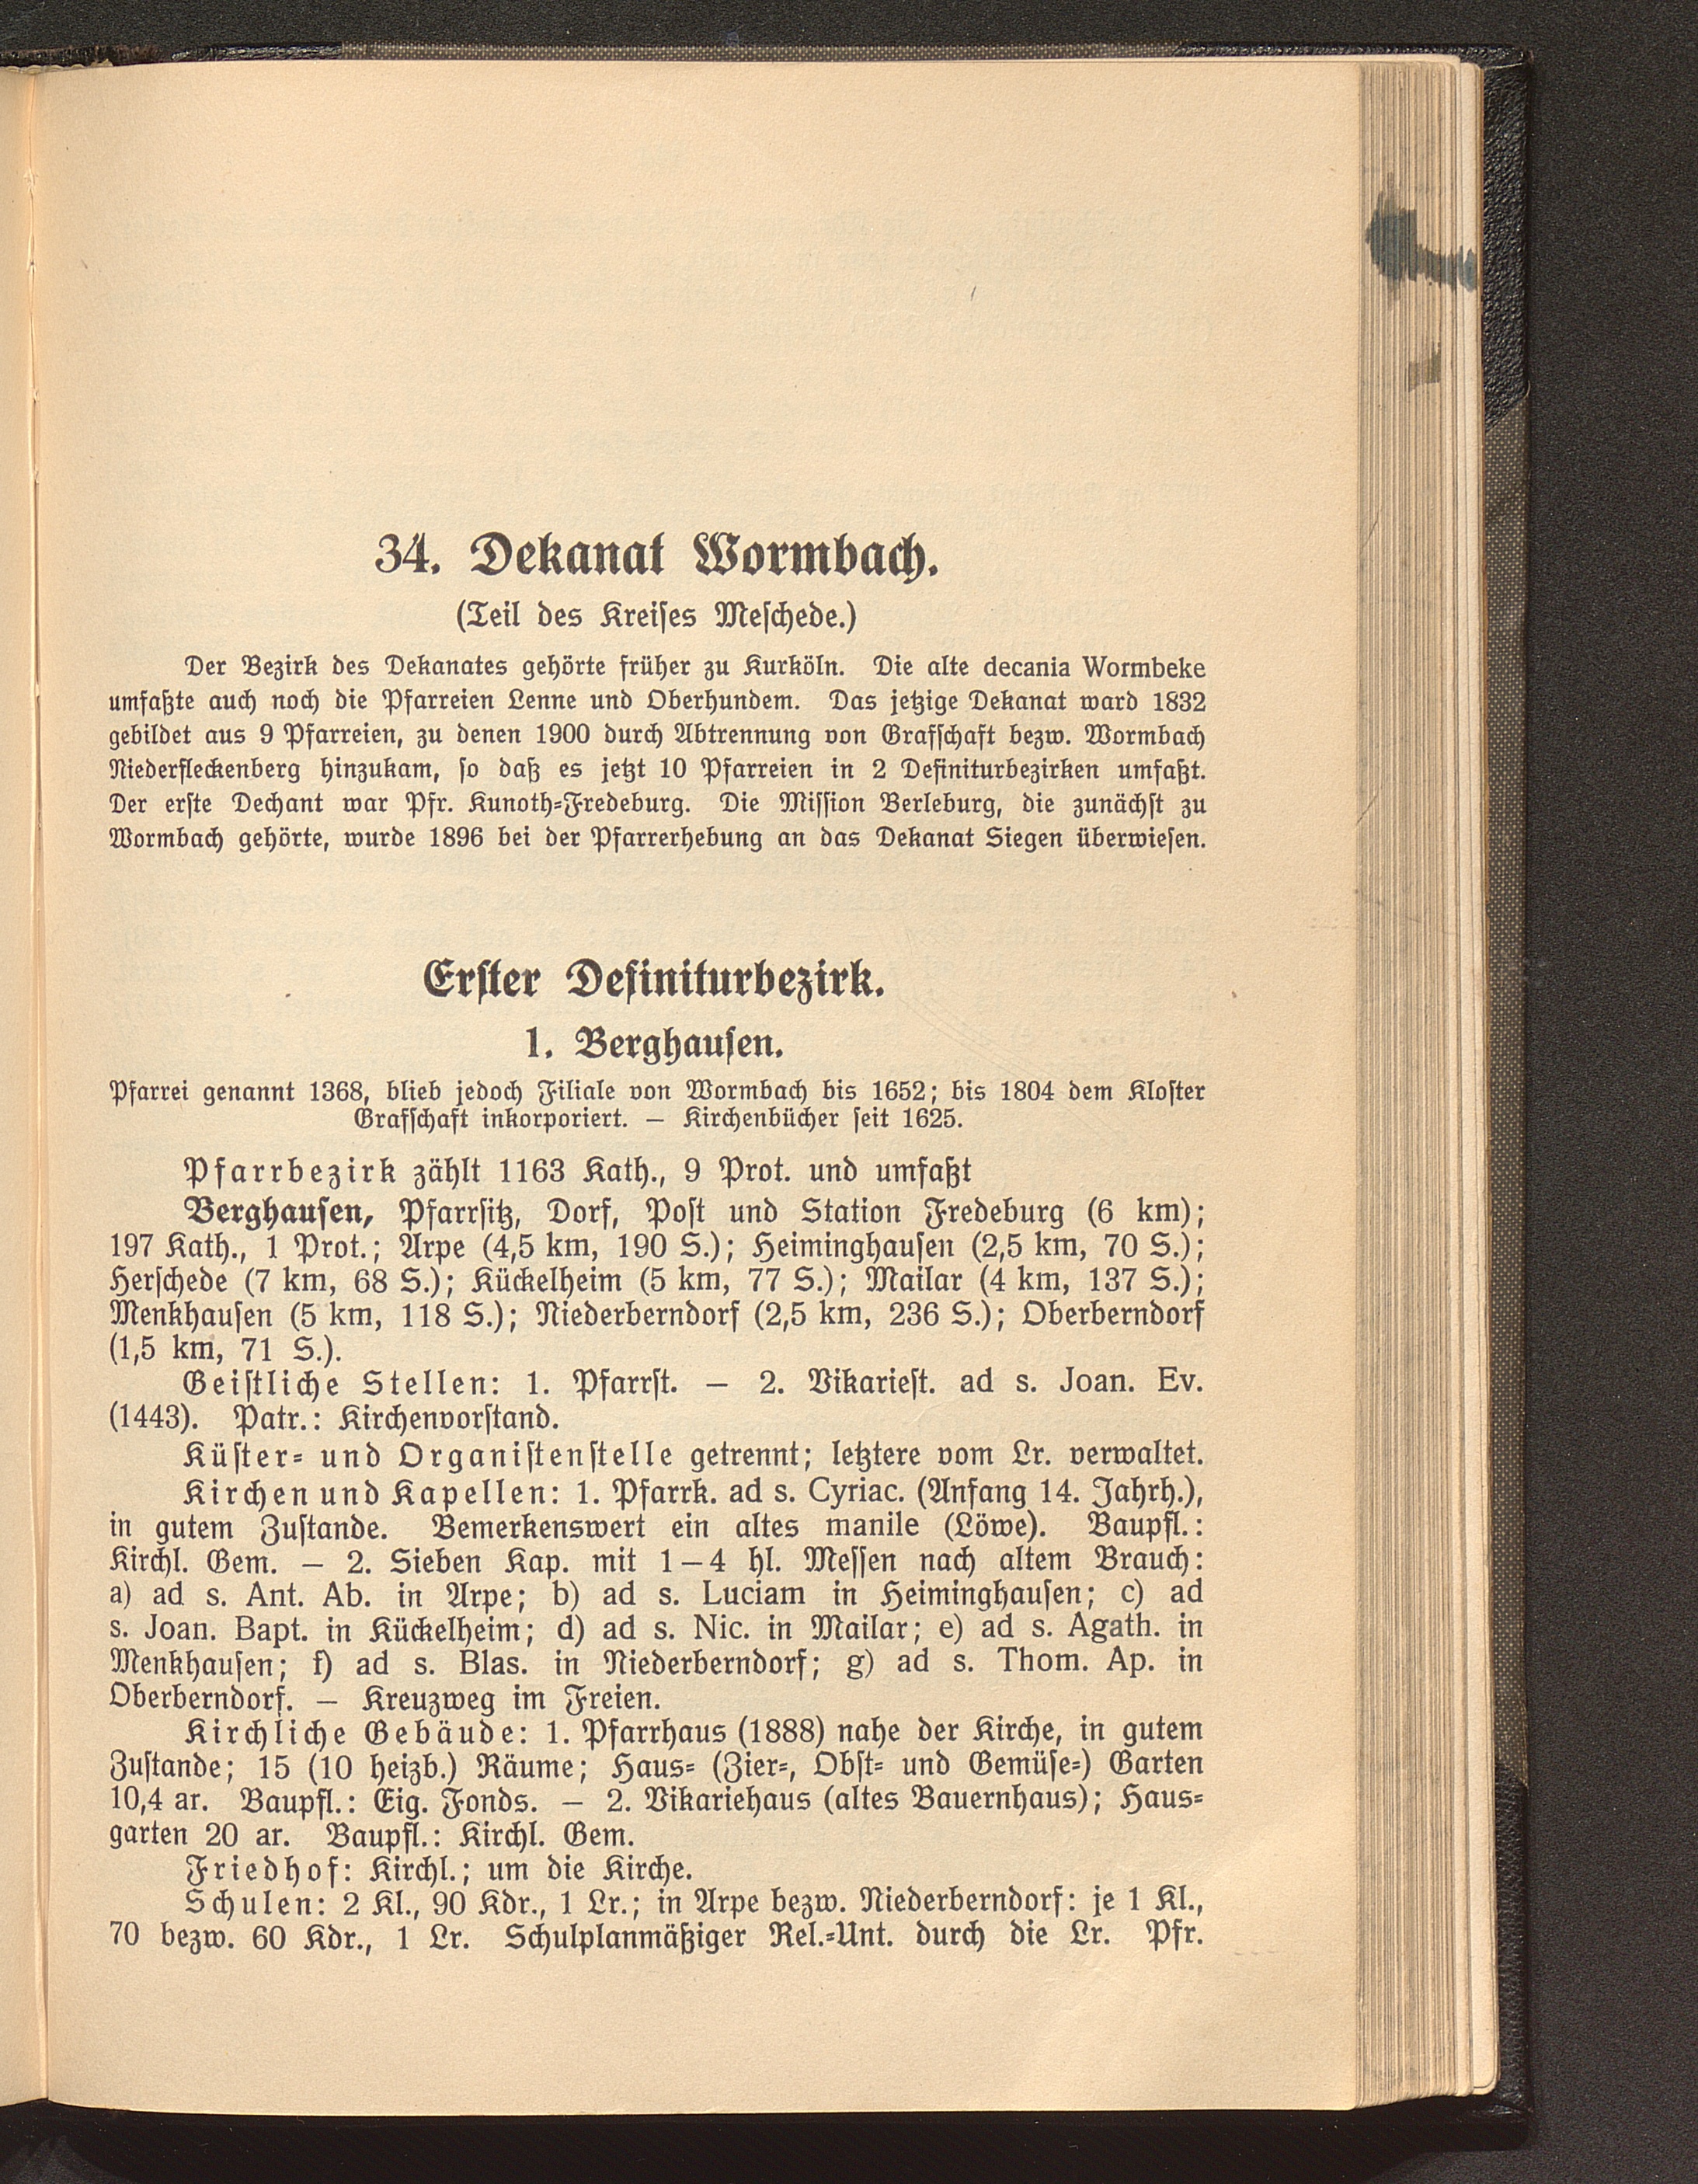 34. Dekanat Wormbach.
(Teil des Kreises Meschede.)
Der Bezirk des Dekanates gehörte früher zu Kurköln. Die alte decania Wormbeke
umfaßte auch noch die Pfarreien Lenne und Oberhundem. Das jetzige Dekanat ward 1832
gebildet aus 9 Pfarreien, zu denen 1900 durch Abtrennung von Grafschaft bezw. Wormbach
Niederfleckenberg hinzukam, so daß es jetzt 10 Pfarreien in 2 Definiturbezirken umfaßt.
Der erste Dechant war Pfr. Kunoth-Fredeburg. Die Mission Berleburg, die zunächst zu
Wormbach gehörte, wurde 1896 bei der Pfarrerhebung an das Dekanat Siegen überwiesen.
Erster Definiturbezirk.
1. Berghausen.
Pfarrei genannt 1368, blieb jedoch Filiale von Wormbach bis 1652; bis 1804 dem Kloster
Grafschaft inkorporiert. — Kirchenbücher seit 1625.
Pfarrbezirk zählt 1163 Kath., 9 Prot. und umfaßt
Berghausen, Pfarrsitz, Dorf, Post und Station Fredeburg (6 km);
197 Kath., 1 Prot.; Arpe (4,5 km, 190 S.); Heiminghausen (2,5 km, 70 S.);
Herschede (7 km, 68 S.); Kückelheim (5 km, 77 S.); Mailar (4 km, 137 S.);
Menkhausen (5 km, 118 S.); Niederberndorf (2,5 km, 236 S.); Oberberndorf
(1,5 km, 71 S.).
Geistliche Stellen: 1. Pfarrst. — 2. Vikariest. ad s. Joan. Ev.
(1443). Patr.: Kirchenvorstand.
Küster- und Organistenstelle getrennt; letztere vom Lr. verwaltet.
Kirchen und Kapellen: 1. Pfarrk. ad s. Cyriac. (Anfang 14. Jahrh.),
in gutem Zustande. Bemerkenswert ein altes manile (Löwe). Baupfl.:
Kirchl. Gem. — 2. Sieben Kap. mit 1—4 hl. Messen nach altem Brauch:
a) ad s. Ant. Ab. in Arpe; b) ad s. Luciam in Heiminghausen; c) ad
s. Joan. Bapt. in Kückelheim; d) ad s. Nic. in Mailar; e) ad s. Agath. in
Menkhausen; f) ad s. Blas. in Niederberndorf; g) ad s. Thom. Ap. in
Oberberndorf. — Kreuzweg im Freien.
Kirchliche Gebäude: 1. Pfarrhaus (1888) nahe der Kirche, in gutem
Zustande; 15 (10 heizb.) Räume; Haus- (Zier-, Obst- und Gemüse-) Garten
10,4 ar. Baupfl.: Eig. Fonds. — 2. Vikariehaus (altes Bauernhaus); Haus-
garten 20 ar. Baupfl.: Kirchl. Gem.
Friedhof: Kirchl.; um die Kirche.
Schulen: 2 Kl., 90 Kdr., 1 Lr.; in Arpe bezw. Niederberndorf: je 1 Kl.,
70 bezw. 60 Kdr., 1 Lr. Schulplanmäßiger Rel.-Unt. durch die Lr. Pfr.